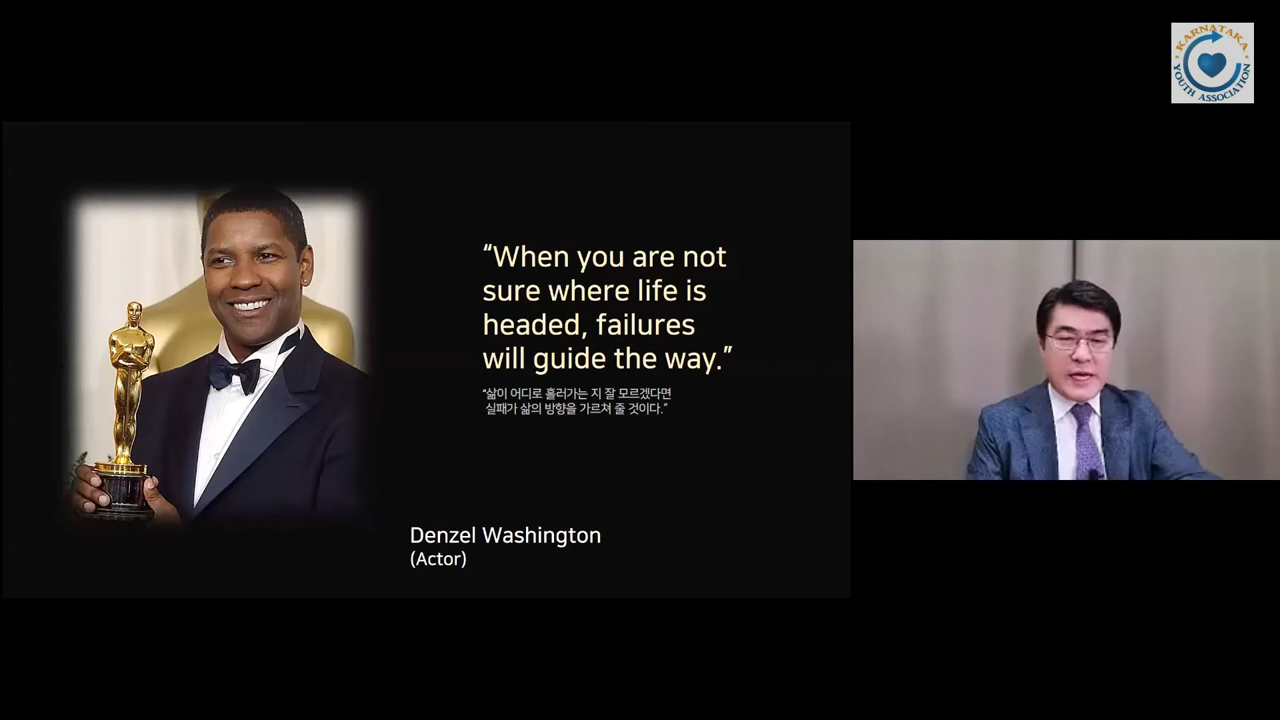 KARNATAKA
YOUTH ASSOCIATION
“When you are not
sure where life is
headed, failures
will guide the way.”
“삶이 어디로 흘러가는 지 잘 모르겠다면
실패가 삶의 방향을 가르쳐 줄 것이다.”
Denzel Washington
(Actor)